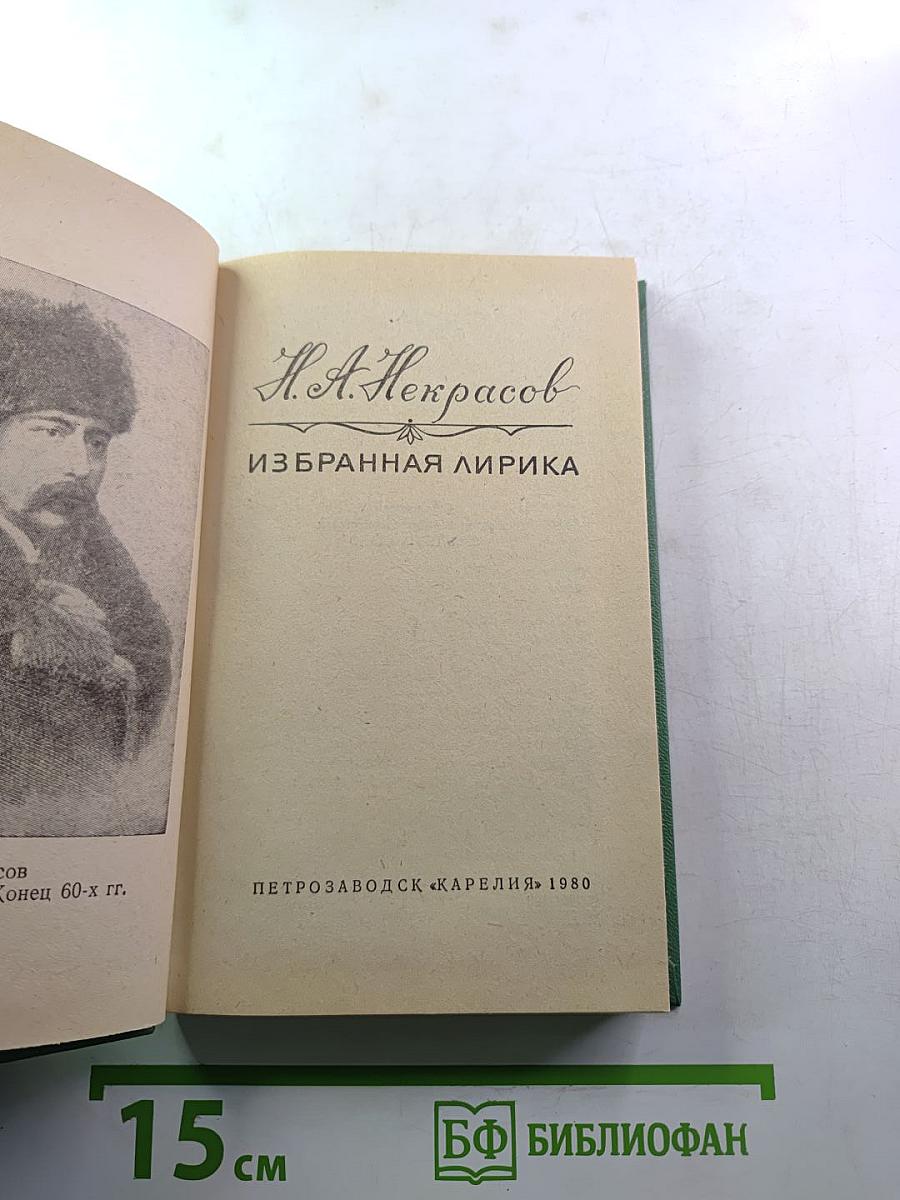 Н. А. Некрасов
ИЗБРАННАЯ ЛИРИКА
ПЕТРОЗАВОДСК «КАРЕЛИЯ» 1980
сов
Конец 60-х гг.
15 см
БФ БИБЛИОФАН